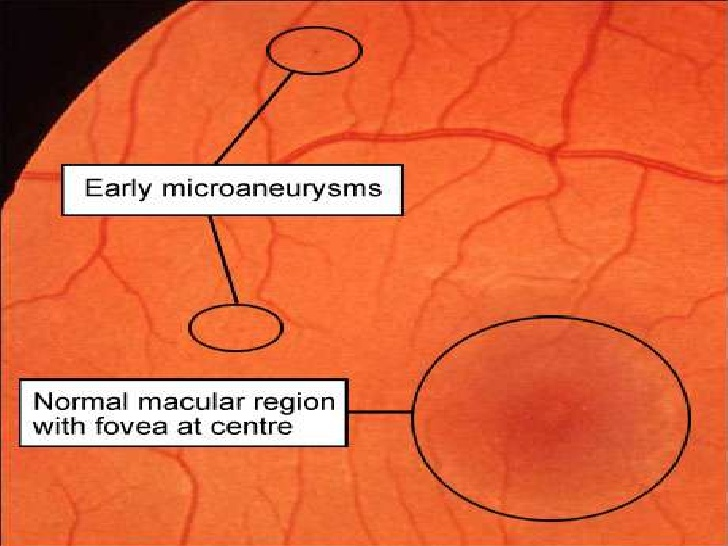 Early microaneurysms
Normal macular region
with fovea at centre